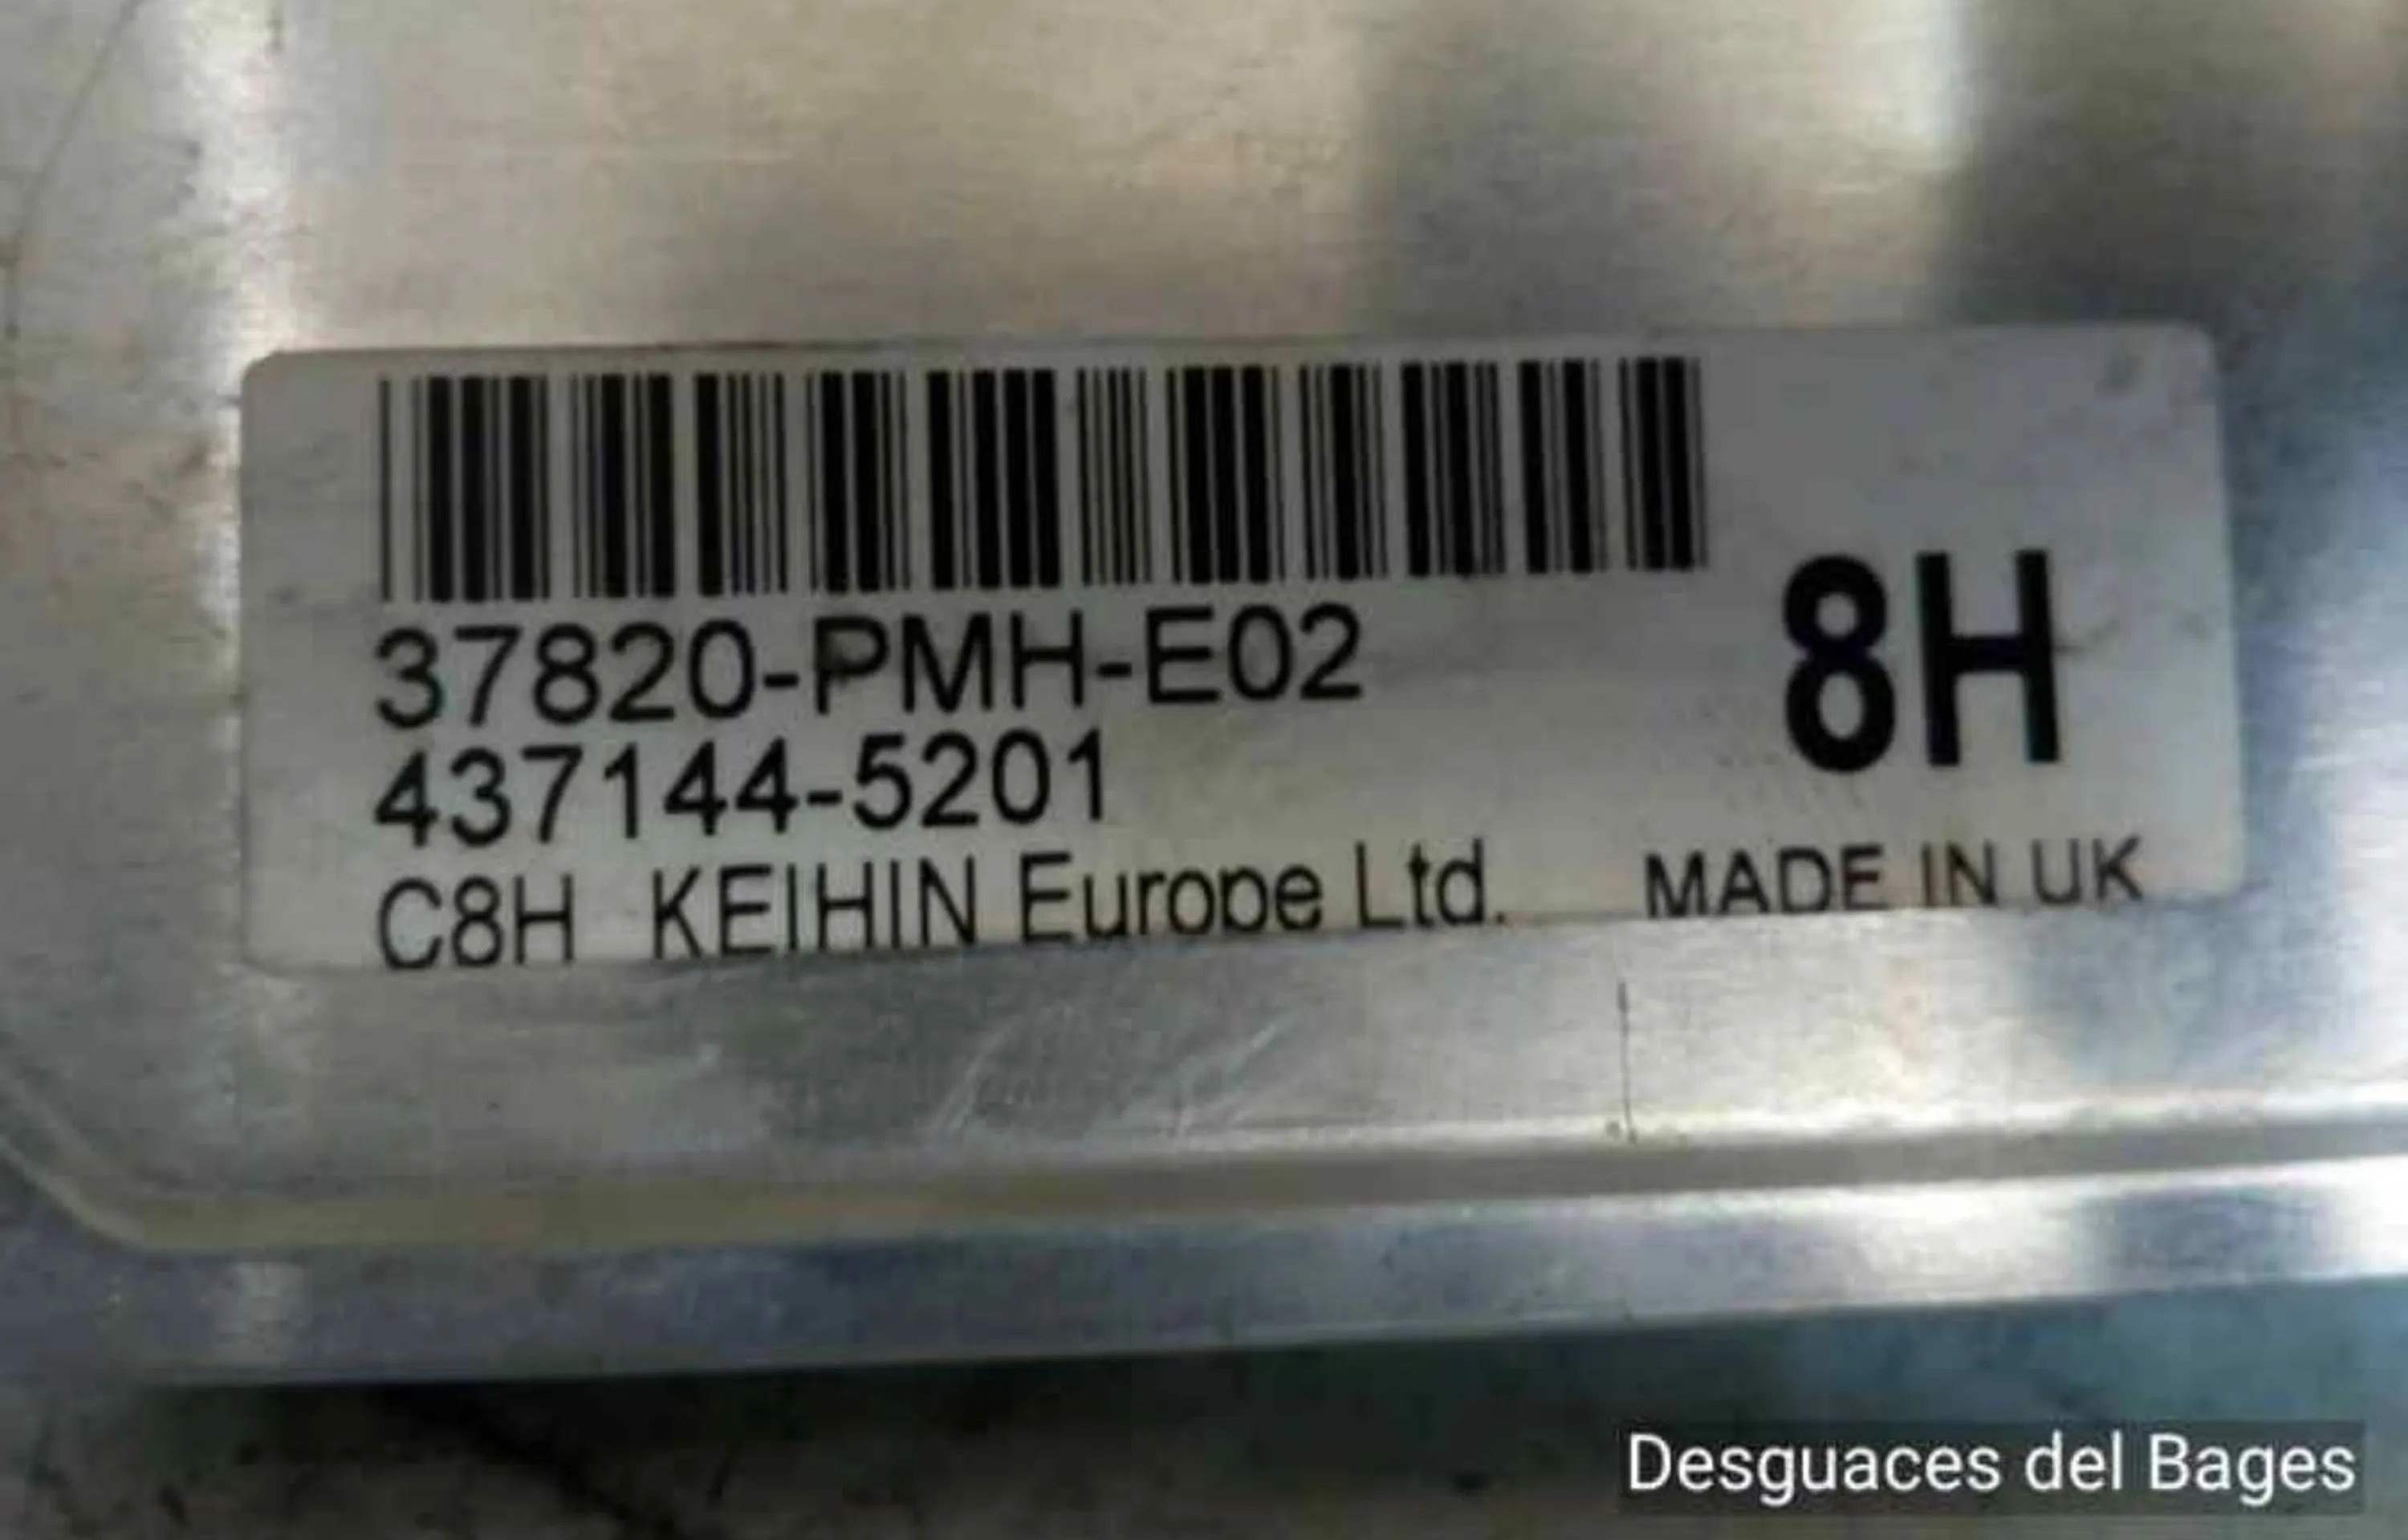 37820-PMH-E02
8H
437144-5201
C8H KEIHIN Europe Ltd. MADE IN UK
Desguaces del Bages